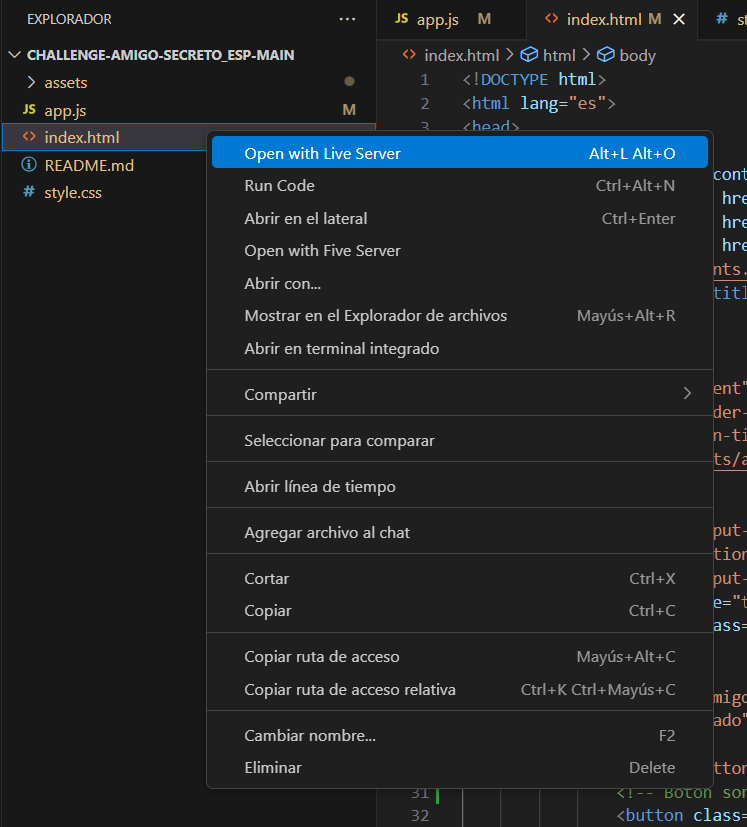 EXPLORADOR ···
CHALLENGE-AMIGO-SECRETO_ESP-MAIN
assets
JS app.js M
<> index.html
README.md
# style.css
JS app.js M
<> index.html M
#
<> index.html > html > body
1 <!DOCTYPE html>
2 <html lang="es">
3 <head>
cont
hre
hre
hre
nts.
titl
ent"
der-
n-ti
ts/a
put-
tion
put-
e="t
ass=
migo
ado"
tton
31 <!-- Botón sor
32 <button class=
Open with Live Server Alt+L Alt+O
Run Code Ctrl+Alt+N
Abrir en el lateral Ctrl+Enter
Open with Five Server
Abrir con...
Mostrar en el Explorador de archivos Mayús+Alt+R
Abrir en terminal integrado
Compartir
Seleccionar para comparar
Abrir línea de tiempo
Agregar archivo al chat
Cortar Ctrl+X
Copiar Ctrl+C
Copiar ruta de acceso Mayús+Alt+C
Copiar ruta de acceso relativa Ctrl+K Ctrl+Mayús+C
Cambiar nombre... F2
Eliminar Delete